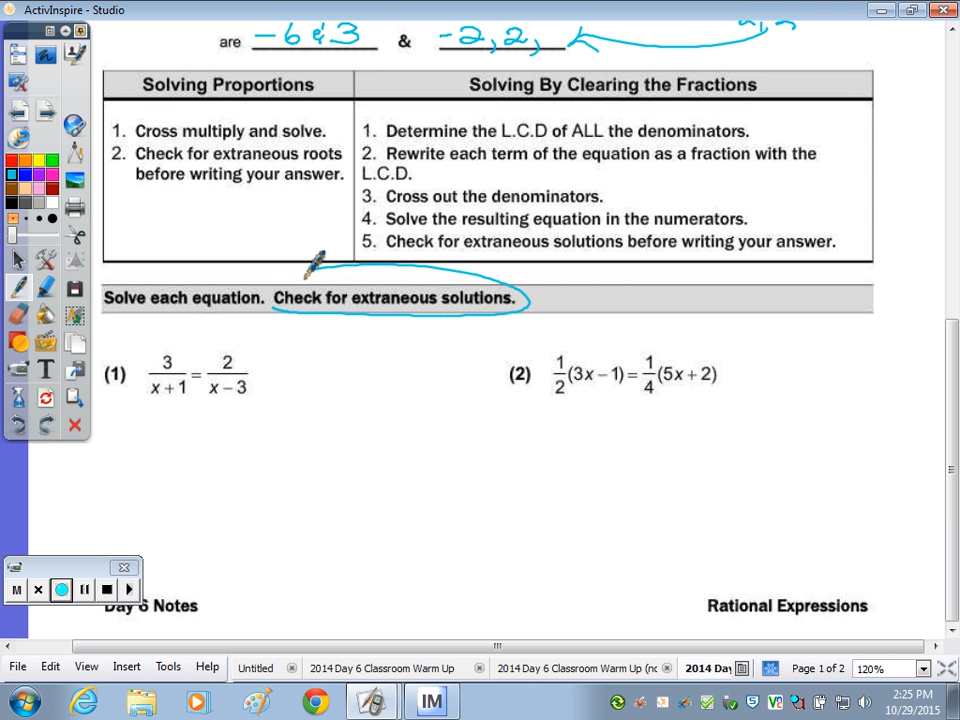 ActivInspire - Studio
are -6 & 3 & -2, 2,
Solving Proportions
1. Cross multiply and solve.
2. Check for extraneous roots
before writing your answer.
Solving By Clearing the Fractions
1. Determine the L.C.D of ALL the denominators.
2. Rewrite each term of the equation as a fraction with the
L.C.D.
3. Cross out the denominators.
4. Solve the resulting equation in the numerators.
5. Check for extraneous solutions before writing your answer.
Solve each equation. Check for extraneous solutions.
(1) 3/(x + 1) = 2/(x − 3)
(2) 1/2(3x − 1) = 1/4(5x + 2)
M
Day 6 Notes
Rational Expressions
File Edit View Insert Tools Help
Untitled
2014 Day 6 Classroom Warm Up
2014 Day 6 Classroom Warm Up (no
2014 Day
Page 1 of 2
120%
IM
2:25 PM
10/29/2015